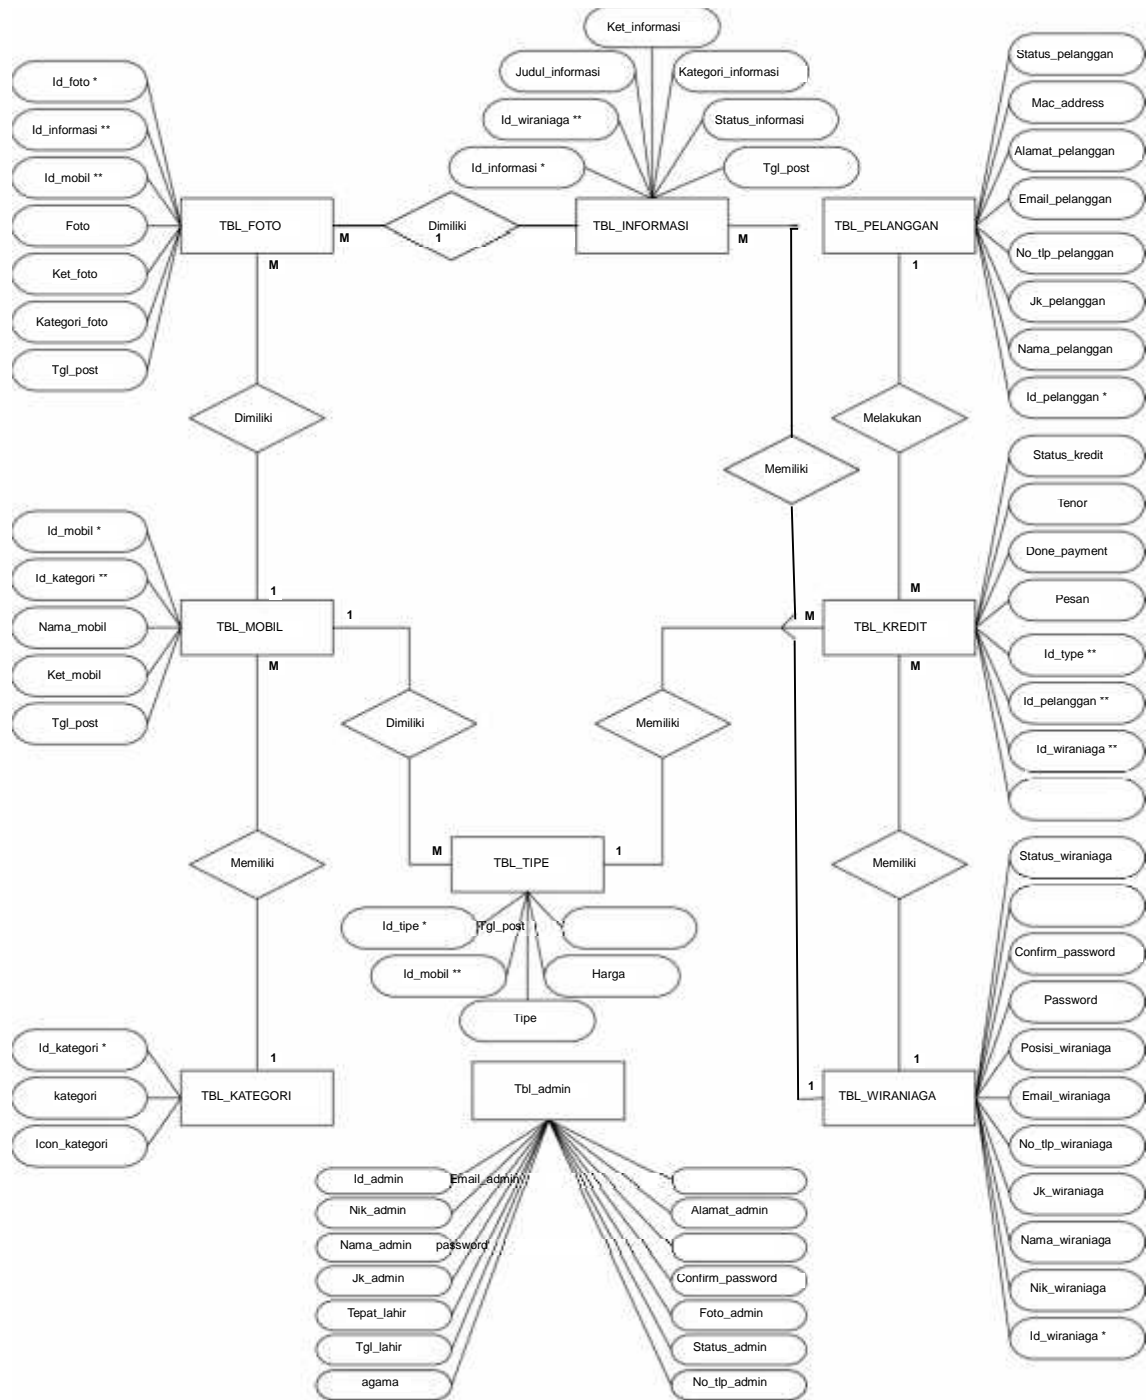 Ket_informasi
Judul_informasi
Kategori_informasi
Id_wiraniaga **
Status_informasi
Id_informasi *
Tgl_post
Id_foto *
Id_informasi **
Id_mobil **
Foto
Ket_foto
Kategori_foto
Tgl_post
TBL_FOTO
M
M
Dimiliki
1
TBL_INFORMASI
M
TBL_PELANGGAN
1
Status_pelanggan
Mac_address
Alamat_pelanggan
Email_pelanggan
No_tlp_pelanggan
Jk_pelanggan
Nama_pelanggan
Id_pelanggan *
Dimiliki
Memiliki
Melakukan
Id_mobil *
Id_kategori **
Nama_mobil
Ket_mobil
Tgl_post
1
TBL_MOBIL
1
M
Dimiliki
Memiliki
M
M
TBL_KREDIT
M
Status_kredit
Tenor
Done_payment
Pesan
Id_type **
Id_pelanggan **
Id_wiraniaga **
Memiliki
M
TBL_TIPE
1
Memiliki
Id_tipe *
Tgl_post
Id_mobil **
Harga
Tipe
Id_kategori *
kategori
Icon_kategori
1
TBL_KATEGORI
Tbl_admin
1
1
TBL_WIRANIAGA
Status_wiraniaga
Confirm_password
Password
Posisi_wiraniaga
Email_wiraniaga
No_tlp_wiraniaga
Jk_wiraniaga
Nama_wiraniaga
Nik_wiraniaga
Id_wiraniaga *
Id_admin
Email_admin
Nik_admin
Alamat_admin
Nama_admin
password
Jk_admin
Confirm_password
Tepat_lahir
Foto_admin
Tgl_lahir
Status_admin
agama
No_tlp_admin